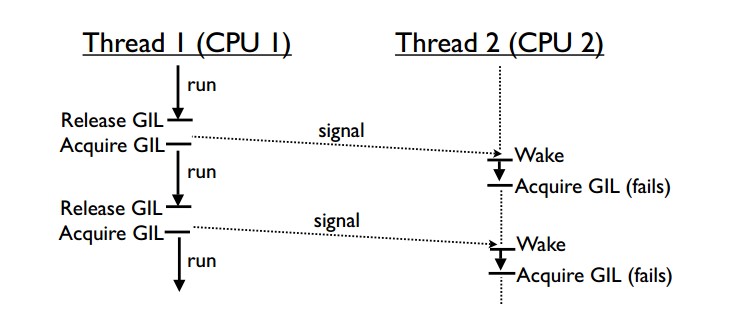 Thread 1 (CPU 1)
Thread 2 (CPU 2)
run
Release GIL
signal
Acquire GIL
Wake
run
Acquire GIL (fails)
Release GIL
signal
Acquire GIL
Wake
run
Acquire GIL (fails)